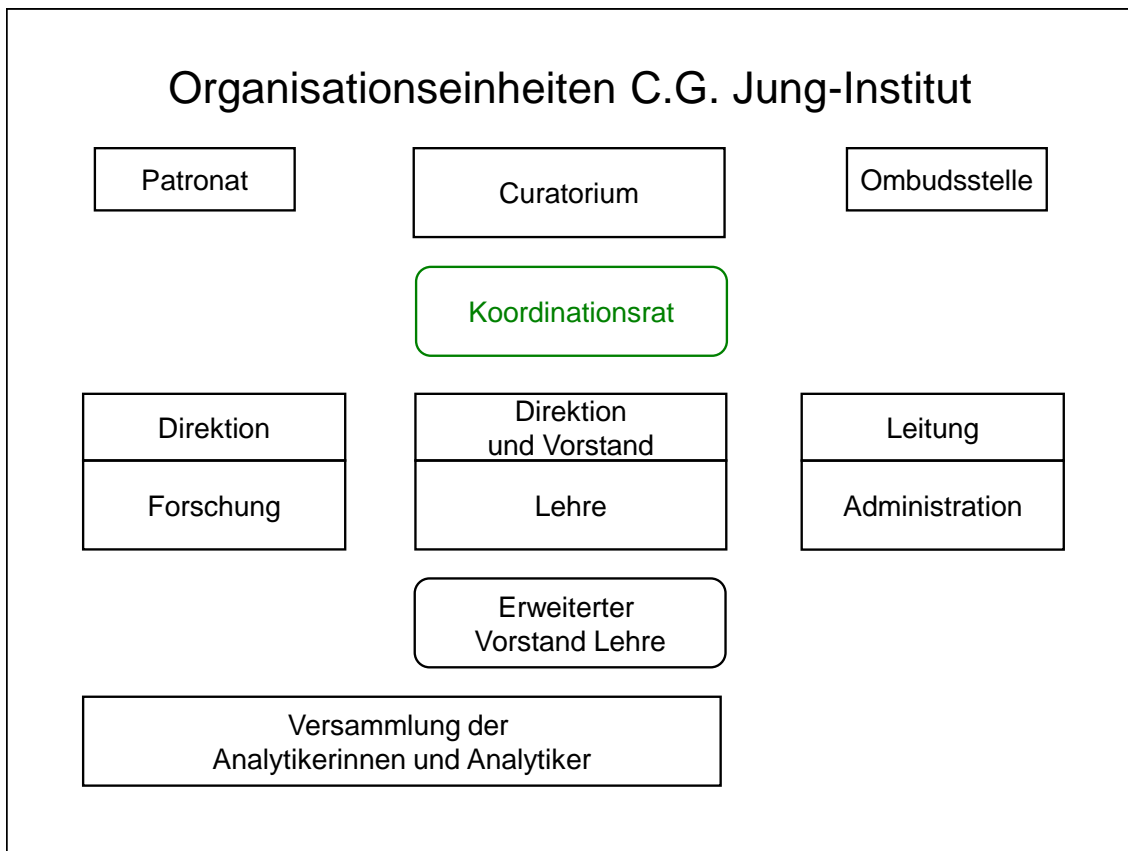 Organisationseinheiten C.G. Jung-Institut
Patronat
Curatorium
Ombudsstelle
Koordinationsrat
Direktion
Direktion
und Vorstand
Leitung
Forschung
Lehre
Administration
Erweiterter
Vorstand Lehre
Versammlung der
Analytikerinnen und Analytiker